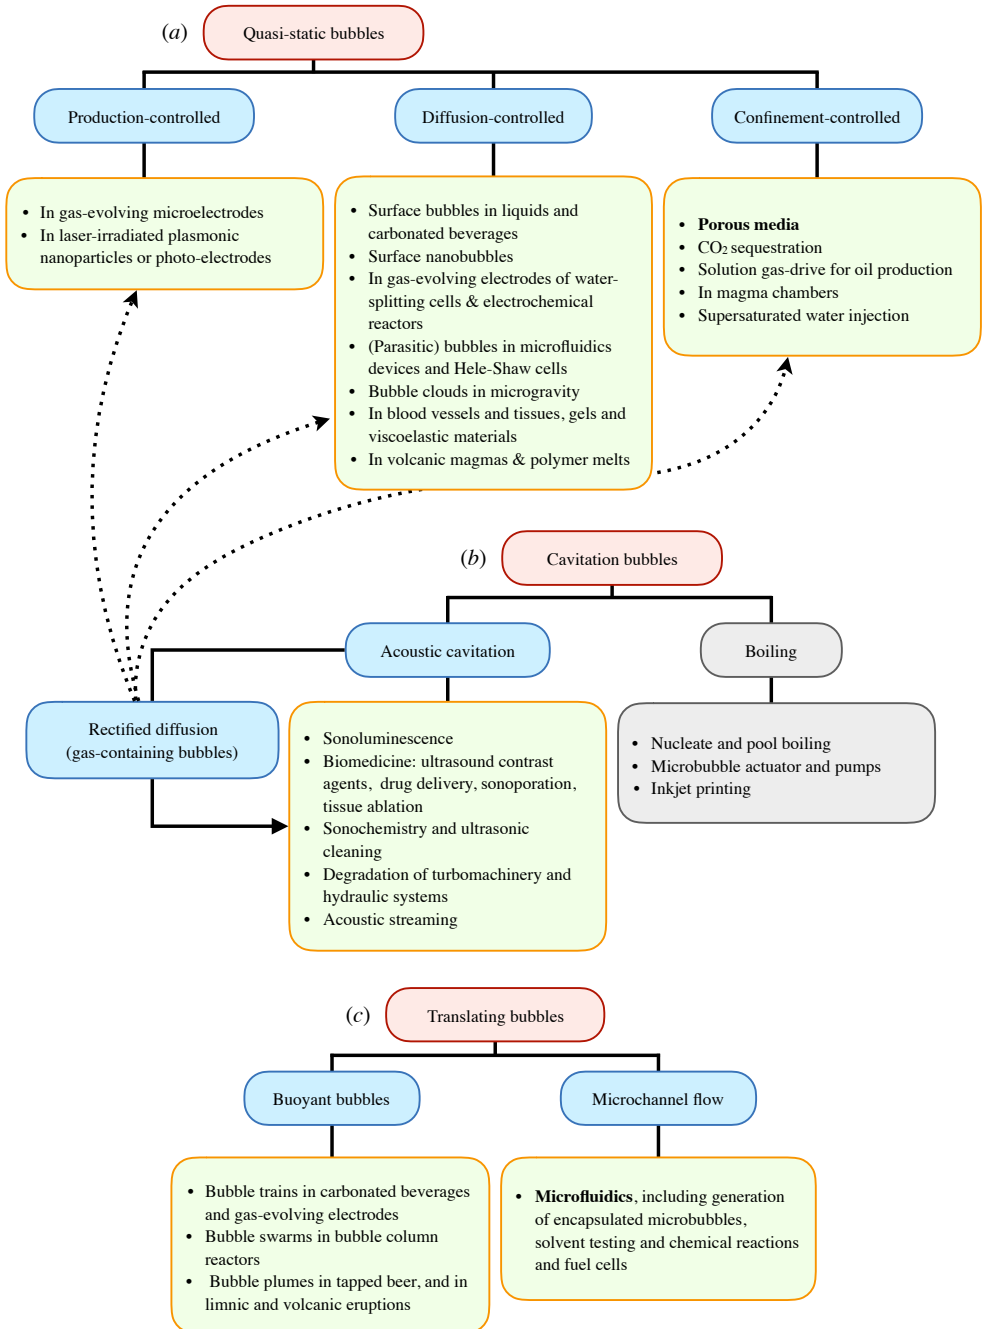 (a) Quasi-static bubbles
Production-controlled
Diffusion-controlled
Confinement-controlled
• In gas-evolving microelectrodes
• In laser-irradiated plasmonic
nanoparticles or photo-electrodes
• Surface bubbles in liquids and
carbonated beverages
• Surface nanobubbles
• In gas-evolving electrodes of water-
splitting cells & electrochemical
reactors
• (Parasitic) bubbles in microfluidics
devices and Hele-Shaw cells
• Bubble clouds in microgravity
• In blood vessels and tissues, gels and
viscoelastic materials
• In volcanic magmas & polymer melts
• Porous media
• CO2 sequestration
• Solution gas-drive for oil production
• In magma chambers
• Supersaturated water injection
(b) Cavitation bubbles
Acoustic cavitation
Boiling
Rectified diffusion
(gas-containing bubbles)
• Sonoluminescence
• Biomedicine: ultrasound contrast
agents, drug delivery, sonoporation,
tissue ablation
• Sonochemistry and ultrasonic
cleaning
• Degradation of turbomachinery and
hydraulic systems
• Acoustic streaming
• Nucleate and pool boiling
• Microbubble actuator and pumps
• Inkjet printing
(c) Translating bubbles
Buoyant bubbles
Microchannel flow
• Bubble trains in carbonated beverages
and gas-evolving electrodes
• Bubble swarms in bubble column
reactors
• Bubble plumes in tapped beer, and in
limnic and volcanic eruptions
• Microfluidics, including generation
of encapsulated microbubbles,
solvent testing and chemical reactions
and fuel cells